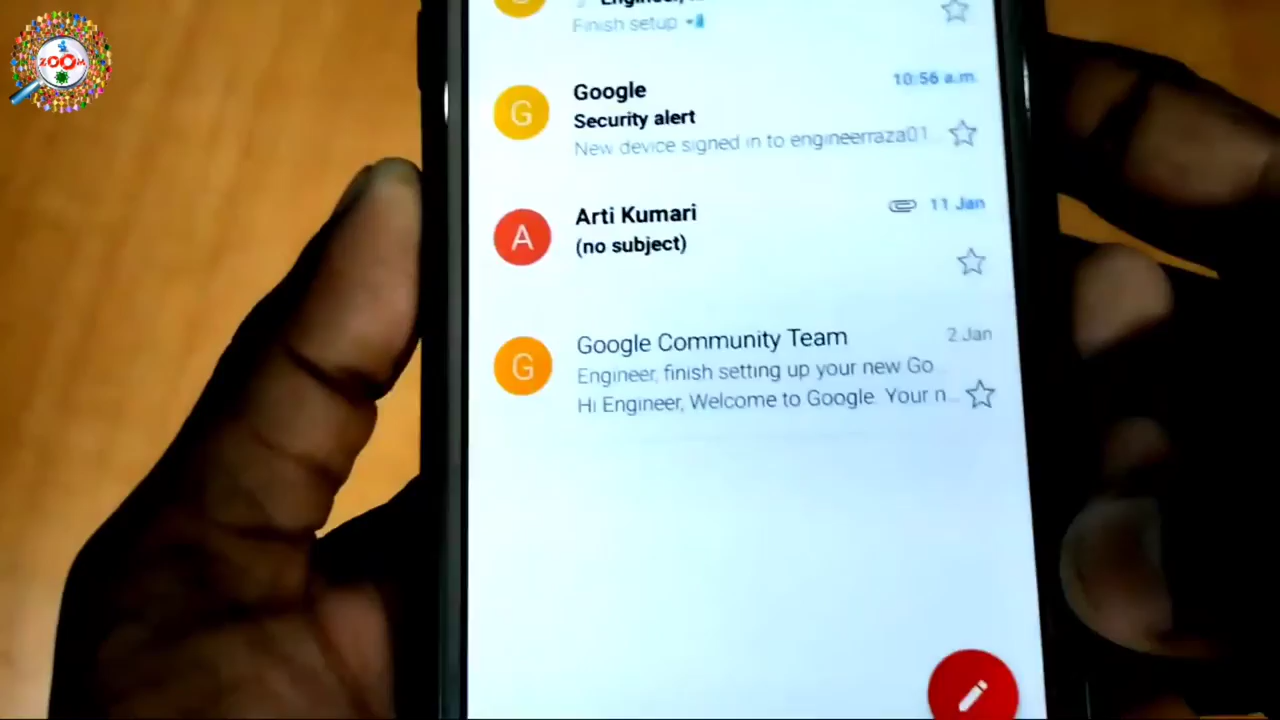 ZOOM
Finish setup
Google
10:56 a.m.
Security alert
New device signed in to engineerraza01...
Arti Kumari
11 Jan
(no subject)
Google Community Team
2 Jan
Engineer, finish setting up your new Go
Hi Engineer, Welcome to Google. Your n...
G
A
G